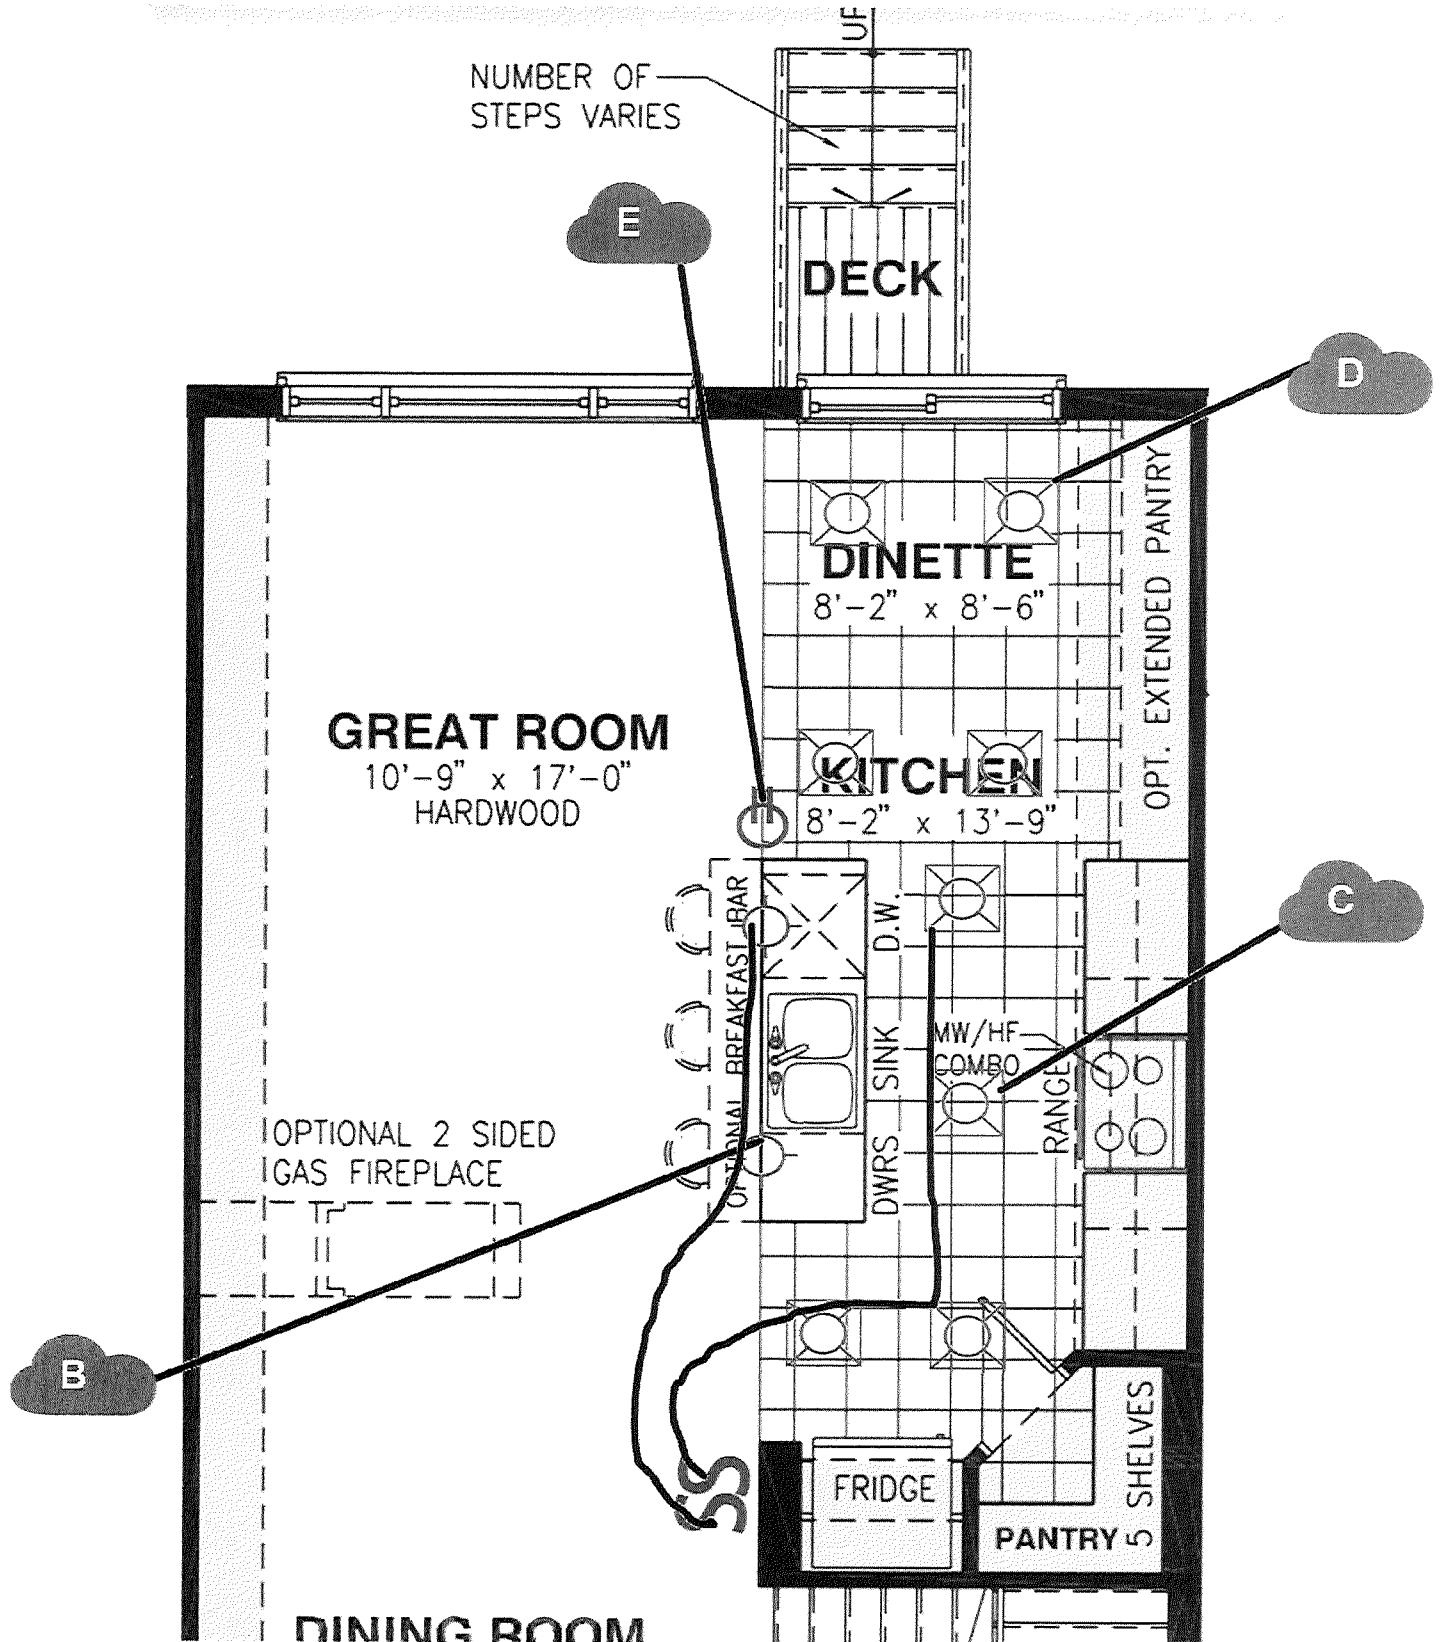 UP
NUMBER OF
STEPS VARIES
E
DECK
D
OPT. EXTENDED PANTRY
DINETTE
8'-2" x 8'-6"
GREAT ROOM
10'-9" x 17'-0"
HARDWOOD
KITCHEN
8'-2" x 13'-9"
C
OPTIONAL BREAKFAST BAR
D.W.
SINK
DWRS
MW/HF
COMBO
RANGE
OPTIONAL 2 SIDED
GAS FIREPLACE
B
SS
SS
FRIDGE
PANTRY
5 SHELVES
DINING ROOM